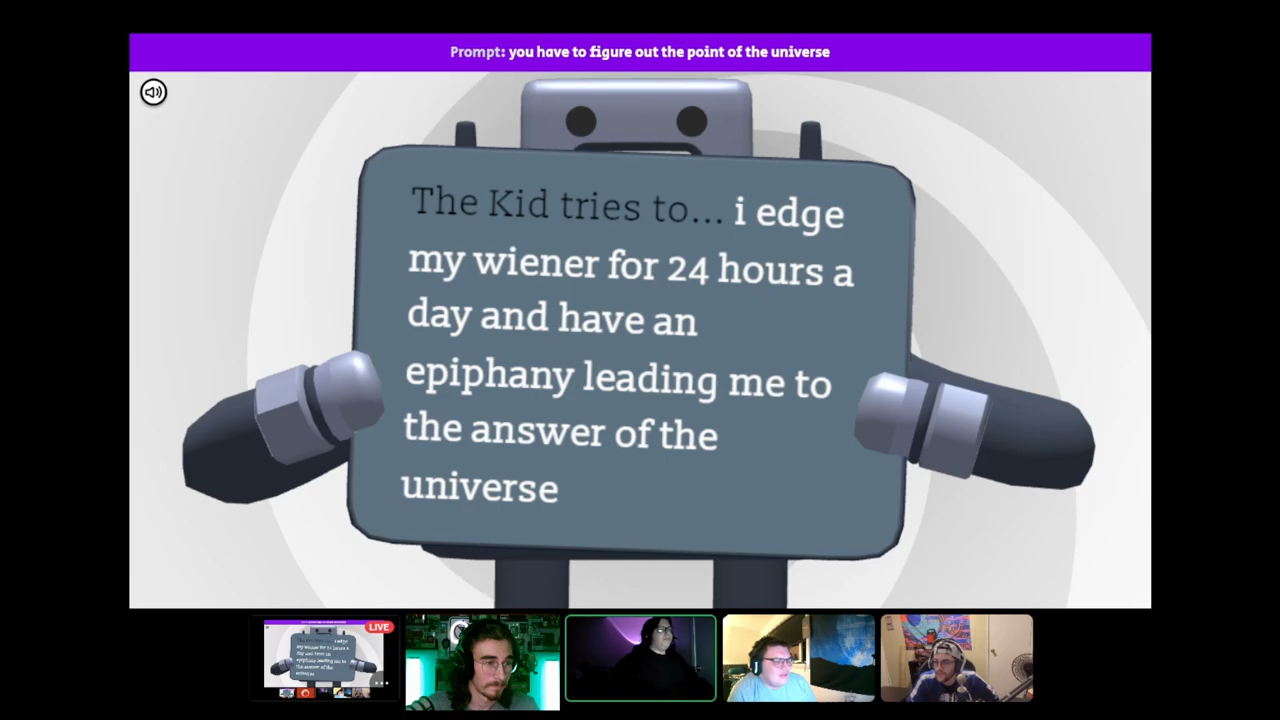 Prompt: you have to figure out the point of the universe
The Kid tries to... i edge
my wiener for 24 hours a
day and have an
epiphany leading me to
the answer of the
universe
LIVE